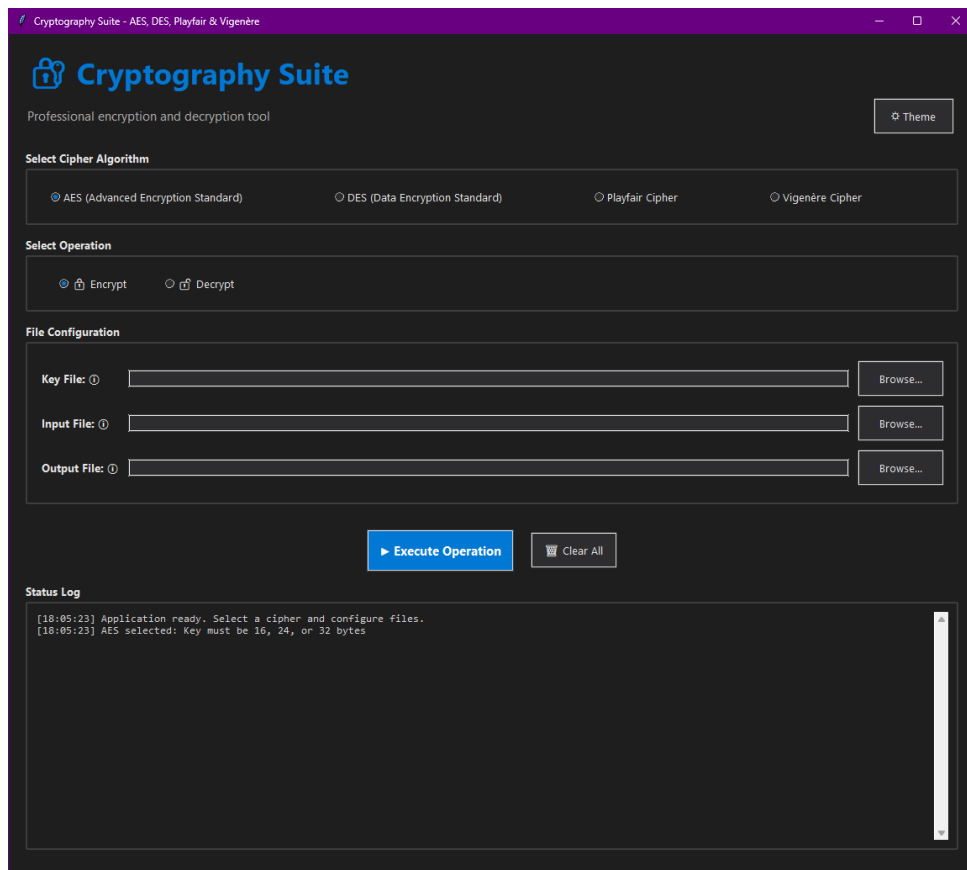 Cryptography Suite - AES, DES, Playfair & Vigenère
Cryptography Suite
Professional encryption and decryption tool
Theme
Select Cipher Algorithm
AES (Advanced Encryption Standard) DES (Data Encryption Standard) Playfair Cipher Vigenère Cipher
Select Operation
Encrypt Decrypt
File Configuration
Key File: Browse...
Input File: Browse...
Output File: Browse...
Execute Operation Clear All
Status Log
[18:05:23] Application ready. Select a cipher and configure files.
[18:05:23] AES selected: Key must be 16, 24, or 32 bytes